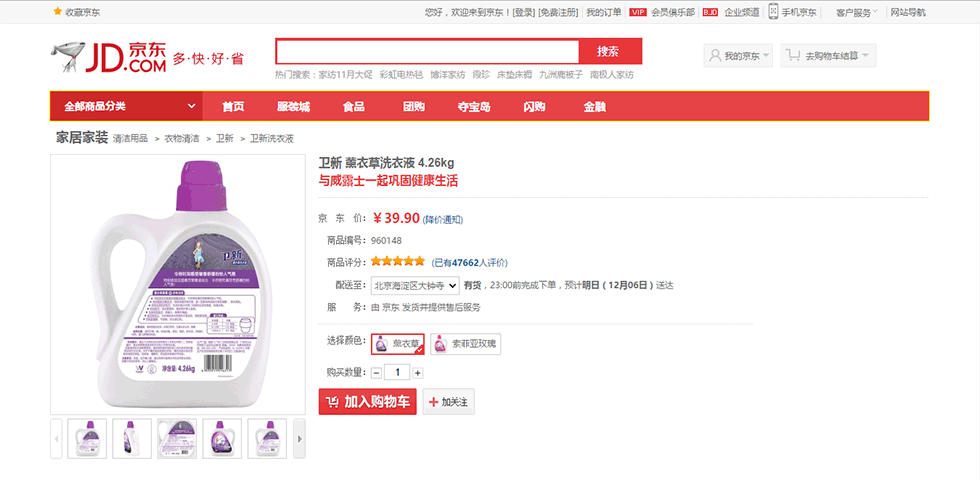 收藏京东 您好，欢迎来到京东！[登录] [免费注册] 我的订单 VIP 会员俱乐部 BJD 企业频道 手机京东 客户服务 网站导航
JD京东 .COM 多·快·好·省 搜索 我的京东 去购物车结算
热门搜索：家纺11月大促 彩虹电热毯 博洋家纺 霞珍 床垫床褥 九洲鹿被子 南极人家纺
全部商品分类 首页 服装城 食品 团购 夺宝岛 闪购 金融
家居家装 清洁用品 > 衣物清洁 > 卫新 > 卫新洗衣液
卫新 薰衣草洗衣液 4.26kg
与威露士一起巩固健康生活
京 东 价：￥39.90 (降价通知)
商品编号：960148
商品评分： (已有47662人评价)
配送至：北京海淀区大钟寺 有货，23:00前完成下单，预计明日（12月06日）送达
服 务：由 京东 发货并提供售后服务
选择颜色：薰衣草 索菲亚玫瑰
购买数量：− 1 +
加入购物车 +加关注
卫新
净含量:4.26kg